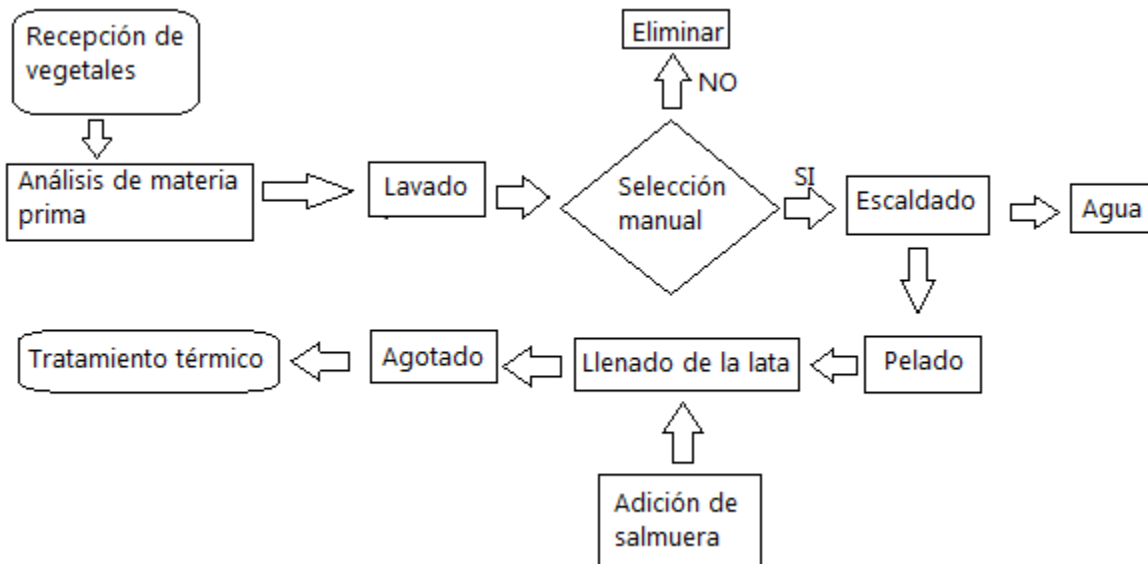 Recepción de
vegetales
Eliminar
NO
Análisis de materia
prima
Lavado
Selección
manual
SI
Escaldado
Agua
Tratamiento térmico
Agotado
Llenado de la lata
Pelado
Adición de
salmuera